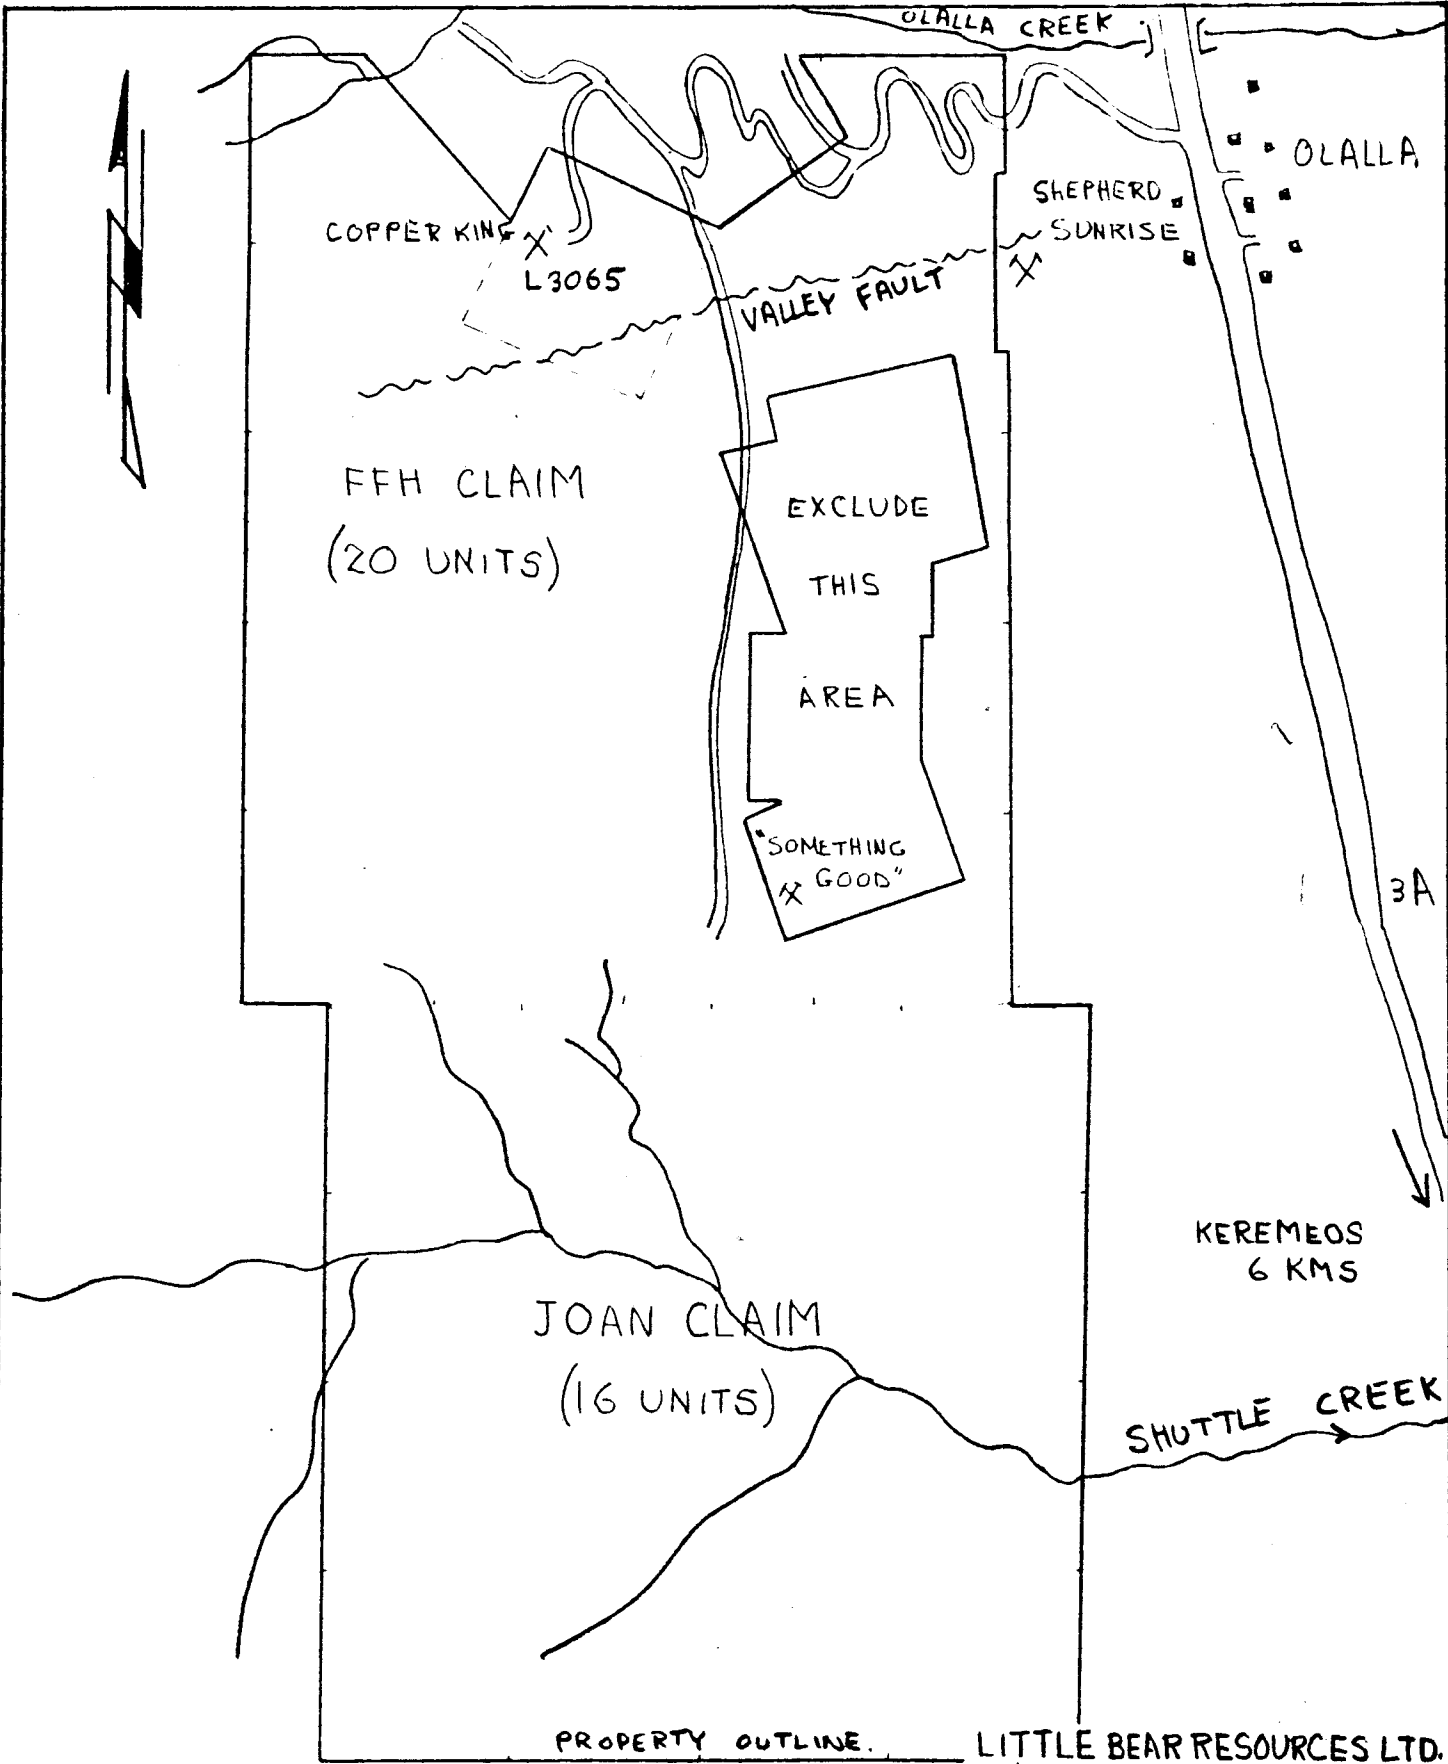 OLALLA CREEK
OLALLA
SHEPHERD
SUNRISE
COPPER KING
L3065
VALLEY FAULT
FFH CLAIM
(20 UNITS)
EXCLUDE
THIS
AREA
"SOMETHING
GOOD"
3A
KEREMEOS
6 KMS
JOAN CLAIM
(16 UNITS)
SHUTTLE CREEK
PROPERTY OUTLINE.
LITTLE BEAR RESOURCES LTD.